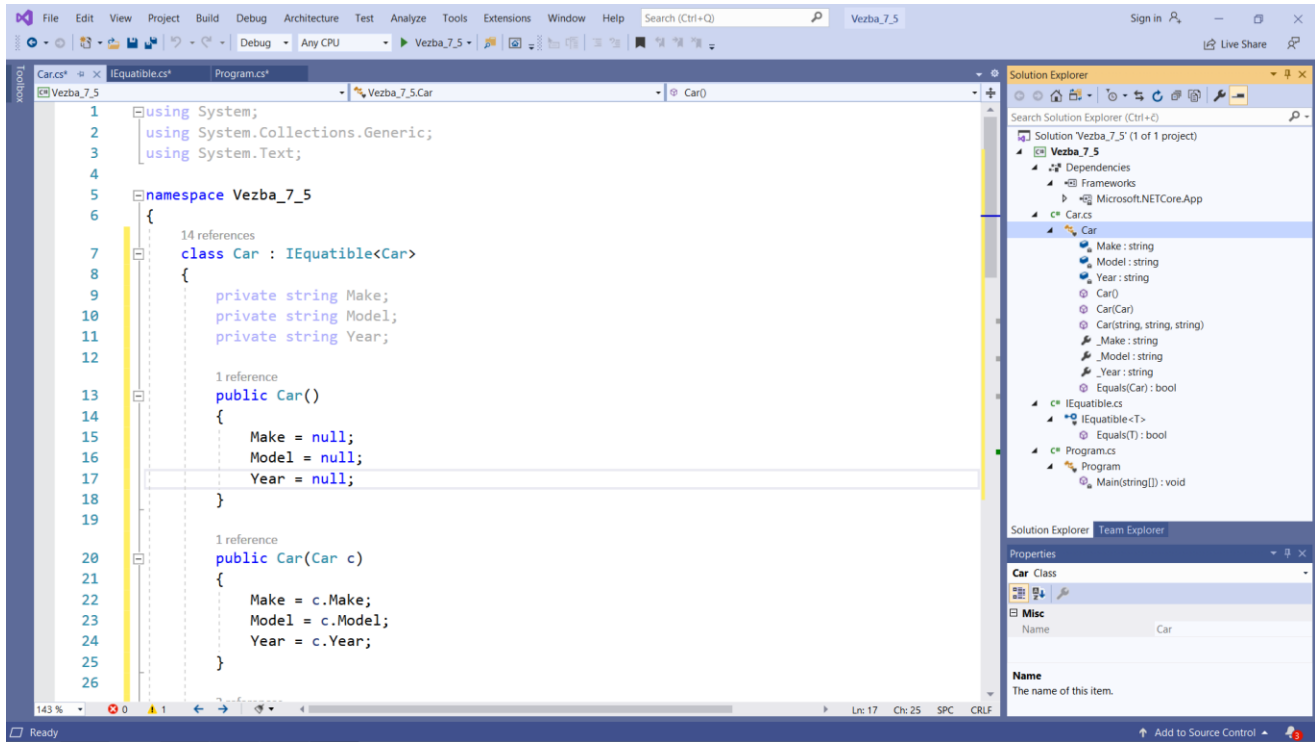 File Edit View Project Build Debug Architecture Test Analyze Tools Extensions Window Help Search (Ctrl+Q) Vezba_7_5 Sign in
Debug Any CPU Vezba_7_5 Live Share
Toolbox
Car.cs* IEquatible.cs* Program.cs*
Vezba_7_5 Vezba_7_5.Car Car()
1 using System;
2 using System.Collections.Generic;
3 using System.Text;
4
5 namespace Vezba_7_5
6 {
14 references
7 class Car : IEquatible<Car>
8 {
9 private string Make;
10 private string Model;
11 private string Year;
12
1 reference
13 public Car()
14 {
15 Make = null;
16 Model = null;
17 Year = null;
18 }
19
1 reference
20 public Car(Car c)
21 {
22 Make = c.Make;
23 Model = c.Model;
24 Year = c.Year;
25 }
26
143 % 0 1 Ln: 17 Ch: 25 SPC CRLF
Solution Explorer
Search Solution Explorer (Ctrl+č)
Solution 'Vezba_7_5' (1 of 1 project)
C# Vezba_7_5
Dependencies
Frameworks
Microsoft.NETCore.App
C# Car.cs
Car
Make : string
Model : string
Year : string
Car()
Car(Car)
Car(string, string, string)
_Make : string
_Model : string
_Year : string
Equals(Car) : bool
C# IEquatible.cs
IEquatible<T>
Equals(T) : bool
C# Program.cs
Program
Main(string[]) : void
Solution Explorer Team Explorer
Properties
Car Class
Misc
Name Car
Name
The name of this item.
Ready Add to Source Control 3